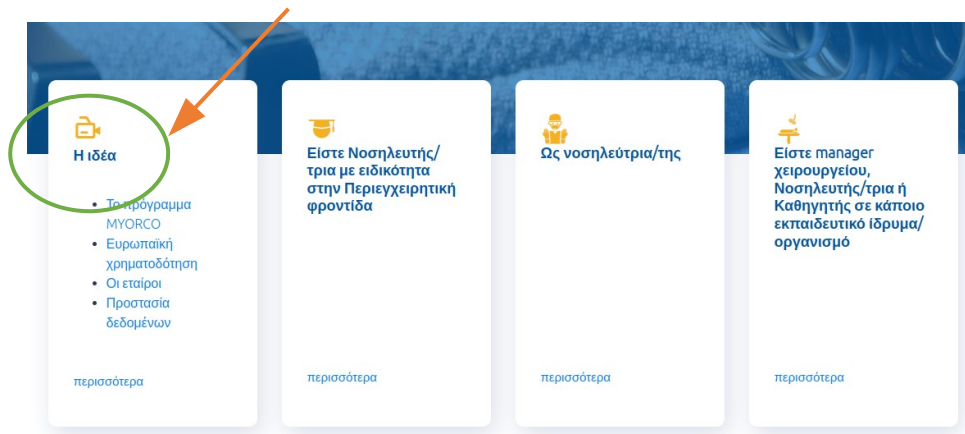 Η ιδέα
• Το πρόγραμμα
MYORCO
• Ευρωπαϊκή
χρηματοδότηση
• Οι εταίροι
• Προστασία
δεδομένων
περισσότερα
Είστε Νοσηλευτής/
τρια με ειδικότητα
στην Περιεγχειρητική
φροντίδα
περισσότερα
Ως νοσηλεύτρια/της
περισσότερα
Είστε manager
χειρουργείου,
Νοσηλευτής/τρια ή
Καθηγητής σε κάποιο
εκπαιδευτικό ίδρυμα/
οργανισμό
περισσότερα